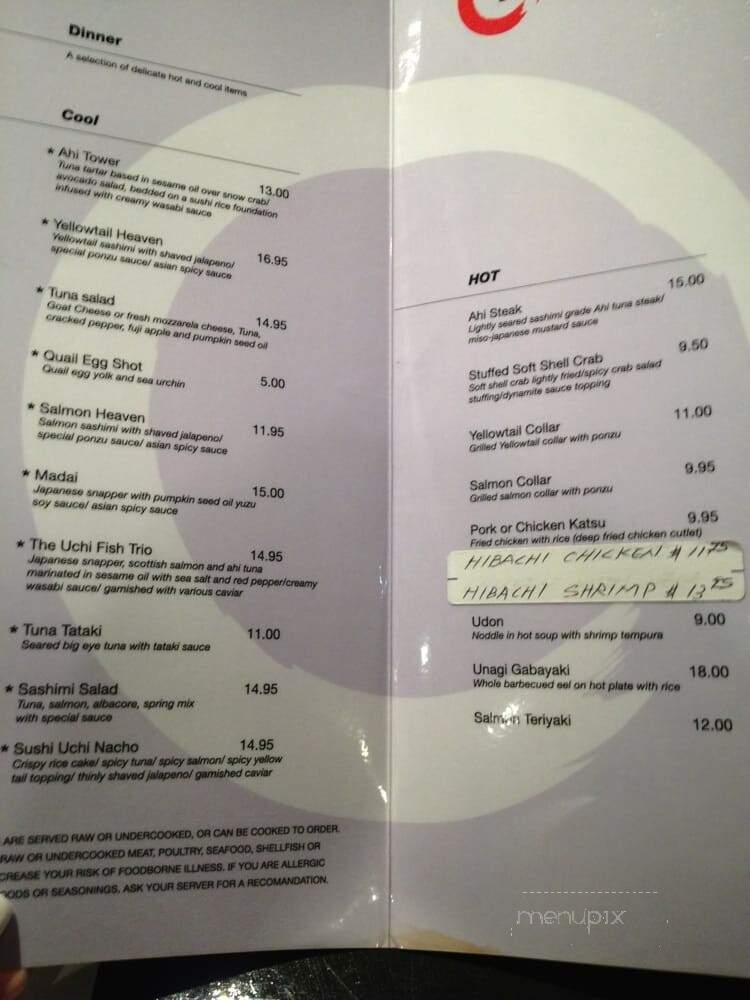 Dinner
A selection of delicate hot and cool items
Cool
* Ahi Tower
13.00
Tuna tartar based in sesame oil over snow crab/
avocado salad, bedded on a sushi rice foundation
infused with creamy wasabi sauce
* Yellowtail Heaven
16.95
Yellowtail sashimi with shaved jalapeno/
special ponzu sauce/ asian spicy sauce
* Tuna salad
14.95
Goat Cheese or fresh mozzarela cheese, Tuna,
cracked pepper, fuji apple and pumpkin seed oil
* Quail Egg Shot
5.00
Quail egg yolk and sea urchin
* Salmon Heaven
11.95
Salmon sashimi with shaved jalapeno/
special ponzu sauce/ asian spicy sauce
* Madai
15.00
Japanese snapper with pumpkin seed oil yuzu
soy sauce/ asian spicy sauce
* The Uchi Fish Trio
14.95
Japanese snapper, scottish salmon and ahi tuna
marinated in sesame oil with sea salt and red pepper/creamy
wasabi sauce/ garnished with various caviar
* Tuna Tataki
11.00
Seared big eye tuna with tataki sauce
* Sashimi Salad
14.95
Tuna, salmon, albacore, spring mix
with special sauce
* Sushi Uchi Nacho
14.95
Crispy rice cake/ spicy tuna/ spicy salmon/ spicy yellow
tail topping/ thinly shaved jalapeno/ garnished caviar
ARE SERVED RAW OR UNDERCOOKED, OR CAN BE COOKED TO ORDER.
RAW OR UNDERCOOKED MEAT, POULTRY, SEAFOOD, SHELLFISH OR
CREASE YOUR RISK OF FOODBORNE ILLNESS. IF YOU ARE ALLERGIC
OODS OR SEASONINGS, ASK YOUR SERVER FOR A RECOMANDATION.
HOT
Ahi Steak
15.00
Lightly seared sashimi grade Ahi tuna steak/
miso-japanese mustard sauce
Stuffed Soft Shell Crab
9.50
Soft shell crab lightly fried/spicy crab salad
stuffing/dynamite sauce topping
Yellowtail Collar
11.00
Grilled Yellowtail collar with ponzu
Salmon Collar
9.95
Grilled salmon collar with ponzu
Pork or Chicken Katsu
9.95
Fried chicken with rice (deep fried chicken cutlet)
HIBACHI CHICKEN $ 11.75
HIBACHI SHRIMP $ 13.95
Udon
9.00
Noddle in hot soup with shrimp tempura
Unagi Gabayaki
18.00
Whole barbecued eel on hot plate with rice
Salmon Teriyaki
12.00
menupix